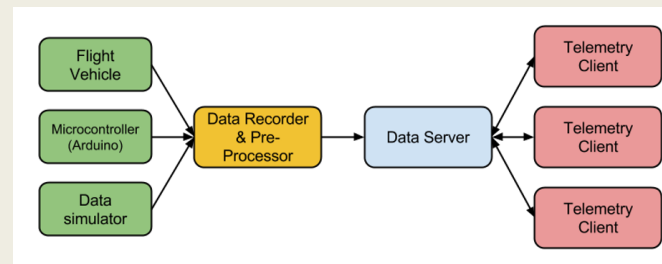 Flight
Vehicle
Microcontroller
(Arduino)
Data
simulator
Data Recorder
& Pre-
Processor
Data Server
Telemetry
Client
Telemetry
Client
Telemetry
Client